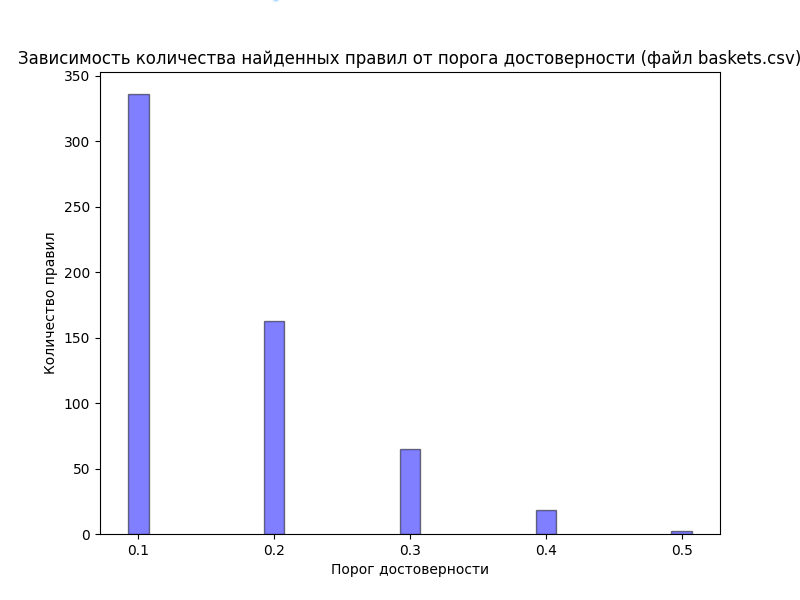 Зависимость количества найденных правил от порога достоверности (файл baskets.csv)
350
300
250
200
150
100
50
0
Количество правил
0.1 0.2 0.3 0.4 0.5
Порог достоверности